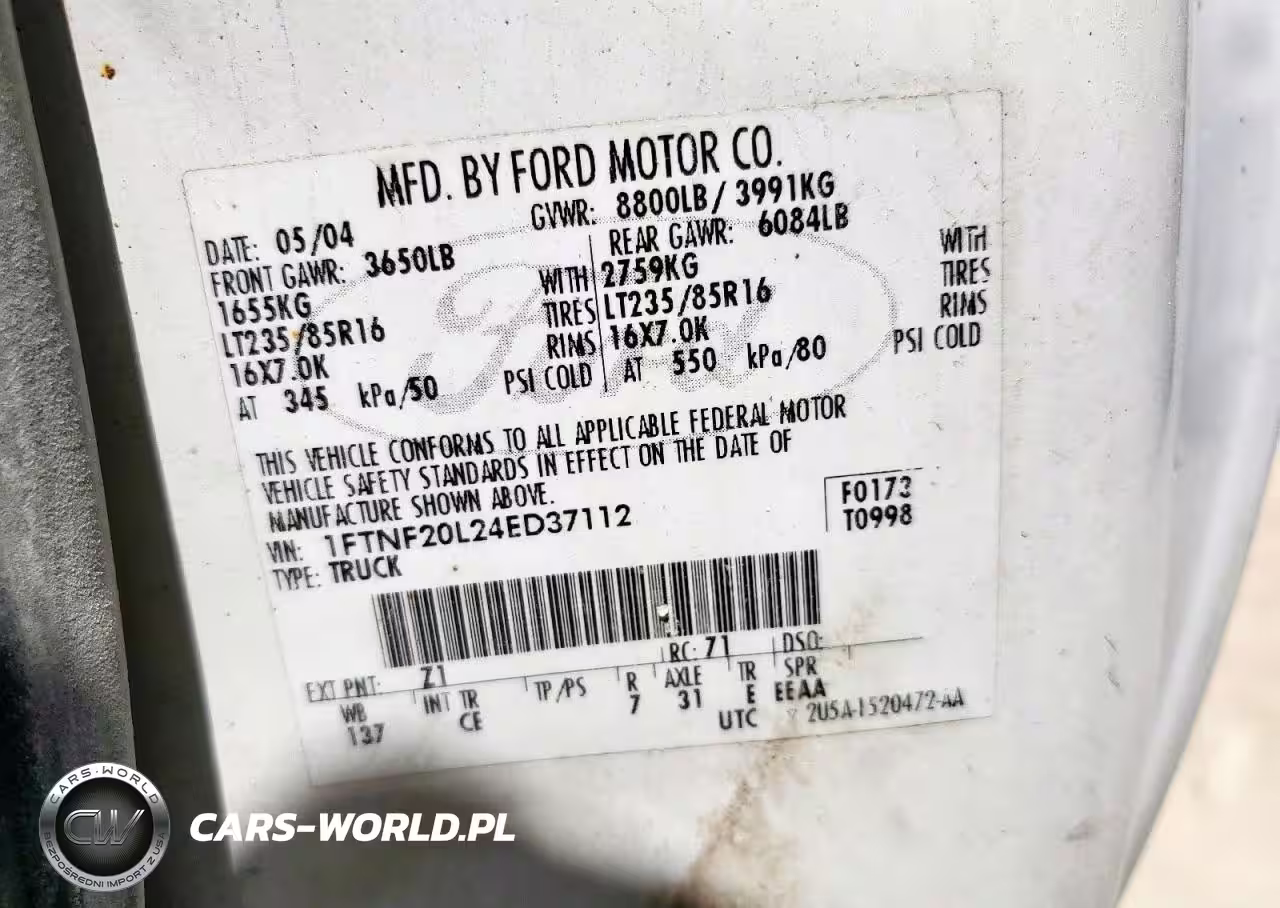 MFD. BY FORD MOTOR CO.
DATE: 05/04 GVWR: 8800LB / 3991KG
FRONT GAWR: 3650LB REAR GAWR: 6084LB
1655KG WITH 2759KG WITH
LT235/85R16 TIRES LT235/85R16 TIRES
16X7.0K RIMS 16X7.0K RIMS
AT 345 kPa/50 PSI COLD AT 550 kPa/80 PSI COLD
THIS VEHICLE CONFORMS TO ALL APPLICABLE FEDERAL MOTOR
VEHICLE SAFETY STANDARDS IN EFFECT ON THE DATE OF
MANUFACTURE SHOWN ABOVE.
F0173
VIN: 1FTNF20L24ED37112
T0998
TYPE: TRUCK
EXT PNT: Z1 RC: 71 DSO:
WB INT TR TP/PS R AXLE TR SPR
137 CE 7 31 E EEAA
UTC 2U5A-1520472-AA
Ford
CARS-WORLD
CW
BEZPOŚREDNI IMPORT Z USA
CARS-WORLD.PL